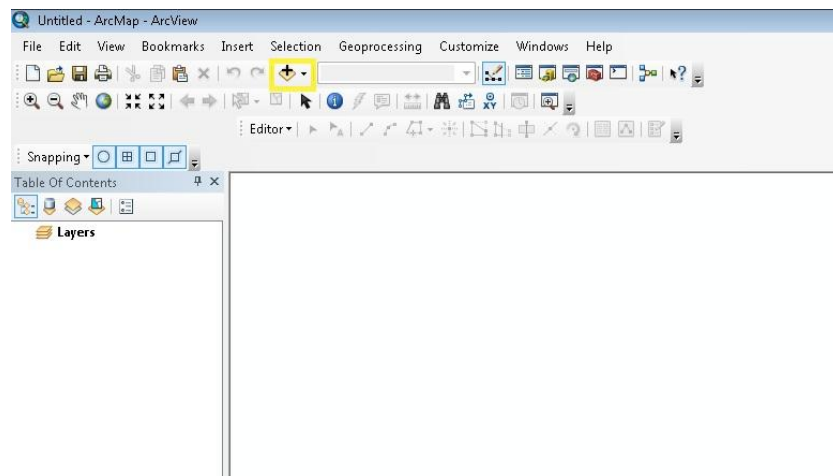 Untitled - ArcMap - ArcView
File Edit View Bookmarks Insert Selection Geoprocessing Customize Windows Help
Editor
Snapping
Table Of Contents
Layers